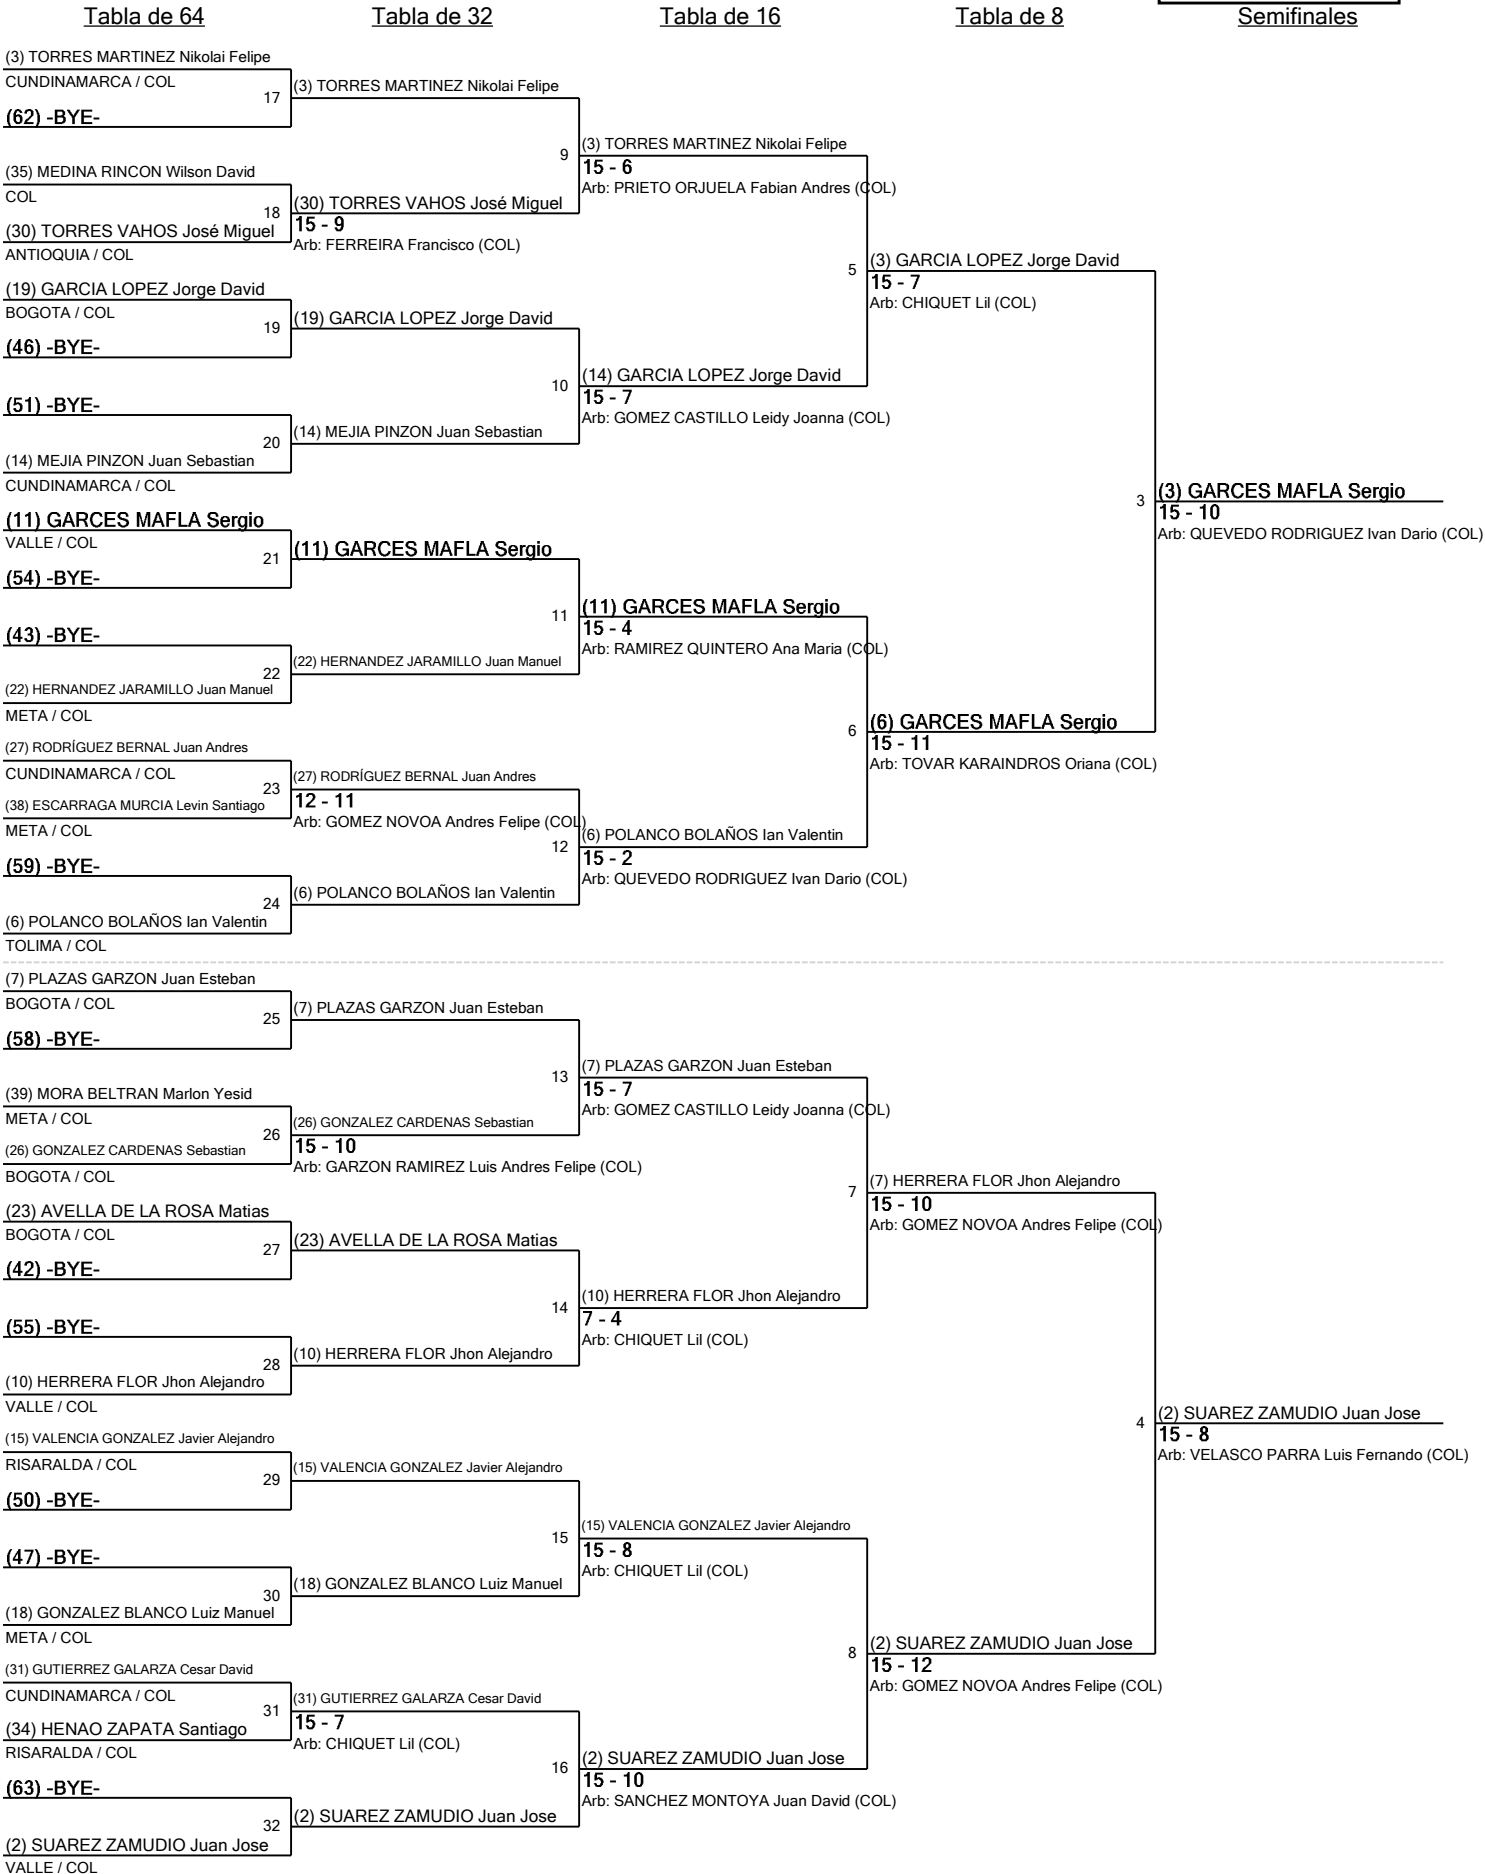 Tabla de 64
Tabla de 32
Tabla de 16
Tabla de 8
Semifinales
(3) TORRES MARTINEZ Nikolai Felipe
CUNDINAMARCA / COL
17
(62) -BYE-
(35) MEDINA RINCON Wilson David
COL
18
(30) TORRES VAHOS José Miguel
ANTIOQUIA / COL
(19) GARCIA LOPEZ Jorge David
BOGOTA / COL
19
(46) -BYE-
(51) -BYE-
20
(14) MEJIA PINZON Juan Sebastian
CUNDINAMARCA / COL
(11) GARCES MAFLA Sergio
VALLE / COL
21
(54) -BYE-
(43) -BYE-
22
(22) HERNANDEZ JARAMILLO Juan Manuel
META / COL
(27) RODRÍGUEZ BERNAL Juan Andres
CUNDINAMARCA / COL
23
(38) ESCARRAGA MURCIA Levin Santiago
META / COL
(59) -BYE-
24
(6) POLANCO BOLAÑOS Ian Valentin
TOLIMA / COL
(7) PLAZAS GARZON Juan Esteban
BOGOTA / COL
25
(58) -BYE-
(39) MORA BELTRAN Marlon Yesid
META / COL
26
(26) GONZALEZ CARDENAS Sebastian
BOGOTA / COL
(23) AVELLA DE LA ROSA Matias
BOGOTA / COL
27
(42) -BYE-
(55) -BYE-
28
(10) HERRERA FLOR Jhon Alejandro
VALLE / COL
(15) VALENCIA GONZALEZ Javier Alejandro
RISARALDA / COL
29
(50) -BYE-
(47) -BYE-
30
(18) GONZALEZ BLANCO Luiz Manuel
META / COL
(31) GUTIERREZ GALARZA Cesar David
CUNDINAMARCA / COL
31
(34) HENAO ZAPATA Santiago
RISARALDA / COL
(63) -BYE-
32
(2) SUAREZ ZAMUDIO Juan Jose
VALLE / COL
(3) TORRES MARTINEZ Nikolai Felipe
9
(30) TORRES VAHOS José Miguel
15 - 9
Arb: FERREIRA Francisco (COL)
(19) GARCIA LOPEZ Jorge David
10
(14) MEJIA PINZON Juan Sebastian
(11) GARCES MAFLA Sergio
11
(22) HERNANDEZ JARAMILLO Juan Manuel
(27) RODRÍGUEZ BERNAL Juan Andres
12 - 11
Arb: GOMEZ NOVOA Andres Felipe (COL)
12
(6) POLANCO BOLAÑOS Ian Valentin
(7) PLAZAS GARZON Juan Esteban
13
(26) GONZALEZ CARDENAS Sebastian
15 - 10
Arb: GARZON RAMIREZ Luis Andres Felipe (COL)
(23) AVELLA DE LA ROSA Matias
14
(10) HERRERA FLOR Jhon Alejandro
(15) VALENCIA GONZALEZ Javier Alejandro
15
(18) GONZALEZ BLANCO Luiz Manuel
(31) GUTIERREZ GALARZA Cesar David
15 - 7
Arb: CHIQUET Lil (COL)
16
(2) SUAREZ ZAMUDIO Juan Jose
(3) TORRES MARTINEZ Nikolai Felipe
15 - 6
Arb: PRIETO ORJUELA Fabian Andres (COL)
5
(14) GARCIA LOPEZ Jorge David
15 - 7
Arb: GOMEZ CASTILLO Leidy Joanna (COL)
(11) GARCES MAFLA Sergio
15 - 4
Arb: RAMIREZ QUINTERO Ana Maria (COL)
6
(6) POLANCO BOLAÑOS Ian Valentin
15 - 2
Arb: QUEVEDO RODRIGUEZ Ivan Dario (COL)
(7) PLAZAS GARZON Juan Esteban
15 - 7
Arb: GOMEZ CASTILLO Leidy Joanna (COL)
7
(10) HERRERA FLOR Jhon Alejandro
7 - 4
Arb: CHIQUET Lil (COL)
(15) VALENCIA GONZALEZ Javier Alejandro
15 - 8
Arb: CHIQUET Lil (COL)
8
(2) SUAREZ ZAMUDIO Juan Jose
15 - 10
Arb: SANCHEZ MONTOYA Juan David (COL)
(3) GARCIA LOPEZ Jorge David
15 - 7
Arb: CHIQUET Lil (COL)
3
(6) GARCES MAFLA Sergio
15 - 11
Arb: TOVAR KARAINDROS Oriana (COL)
(7) HERRERA FLOR Jhon Alejandro
15 - 10
Arb: GOMEZ NOVOA Andres Felipe (COL)
4
(2) SUAREZ ZAMUDIO Juan Jose
15 - 12
Arb: GOMEZ NOVOA Andres Felipe (COL)
(3) GARCES MAFLA Sergio
15 - 10
Arb: QUEVEDO RODRIGUEZ Ivan Dario (COL)
(2) SUAREZ ZAMUDIO Juan Jose
15 - 8
Arb: VELASCO PARRA Luis Fernando (COL)